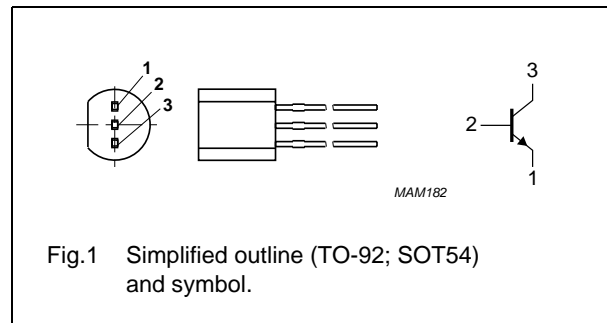 1
2
3
3
2
1
MAM182
Fig.1 Simplified outline (TO-92; SOT54)
and symbol.